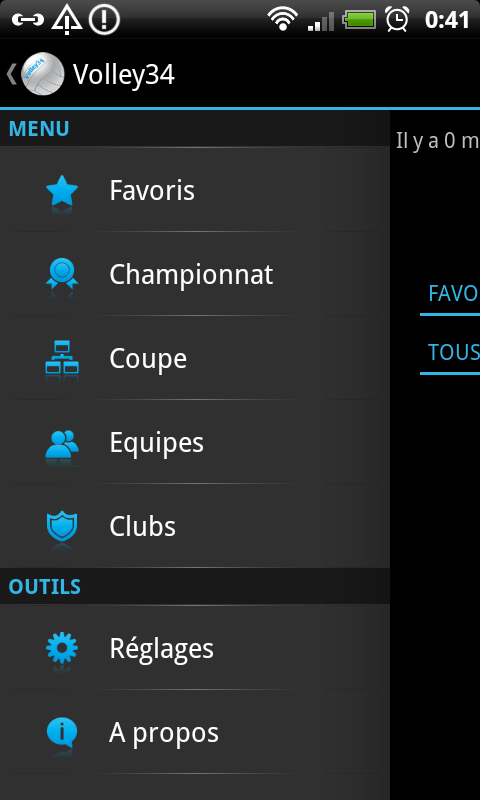 0:41
Volley34
MENU
Il y a 0 m
Favoris
Championnat
FAVO
TOUS
Coupe
Equipes
Clubs
OUTILS
Réglages
A propos